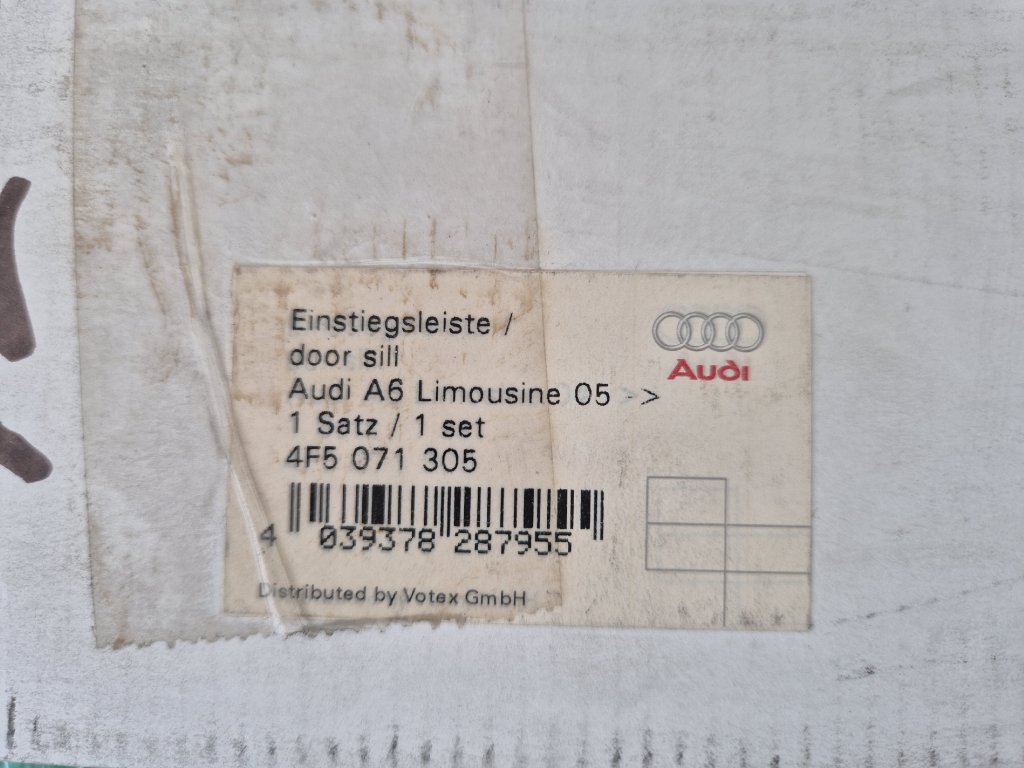 Einstiegsleiste /
door sill
Audi A6 Limousine 05 ->
1 Satz / 1 set
4F5 071 305
4 039378 287955
Distributed by Votex GmbH
Audi